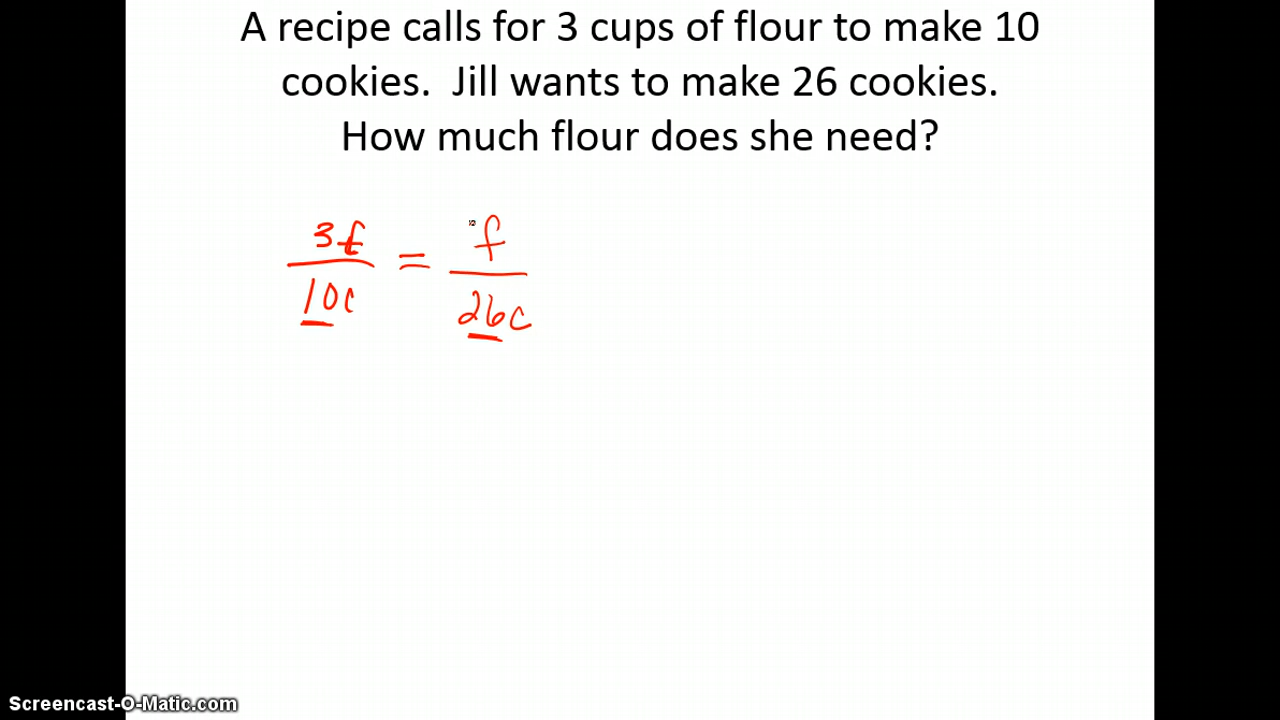 A recipe calls for 3 cups of flour to make 10
cookies.  Jill wants to make 26 cookies.
How much flour does she need?
3f = f
10c 26c
Screencast-O-Matic.com